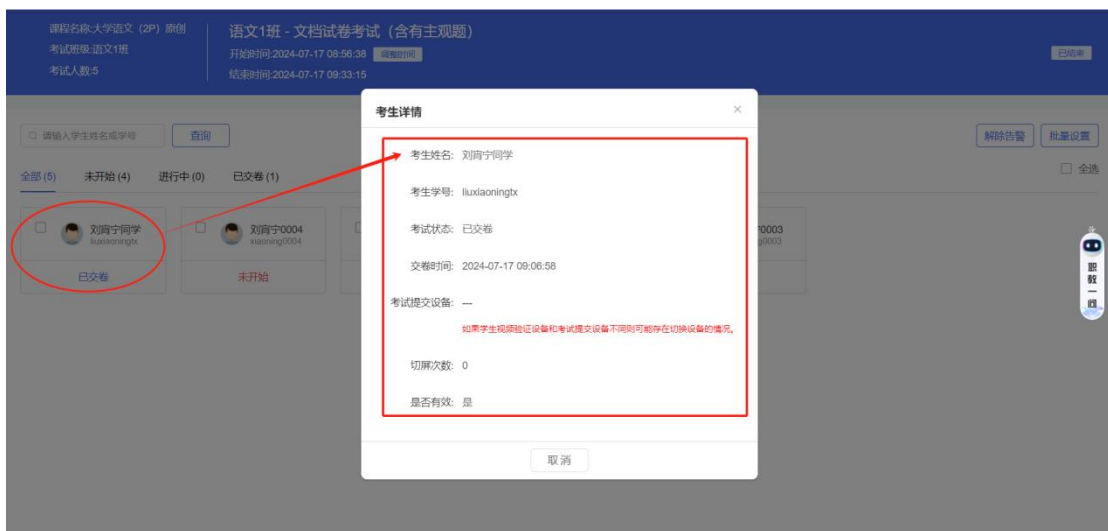 课程名称:大学语文 (2P) 原创
考试班级:语文1班
考试人数:5
语文1班 - 文档试卷考试（含有主观题）
开始时间:2024-07-17 08:56:38 调整时间
结束时间:2024-07-17 09:33:15
已结束
请输入学生姓名或学号 查询
解除告警 批量设置
全部 (5) 未开始 (4) 进行中 (0) 已交卷 (1)
全选
刘宵宁同学
liuxiaoningtx
已交卷
刘宵宁0004
xiaoning0004
未开始
0003
g0003
考生详情
考生姓名: 刘宵宁同学
考生学号: liuxiaoningtx
考试状态: 已交卷
交卷时间: 2024-07-17 09:06:58
考试提交设备: ---
如果学生视频验证设备和考试提交设备不同则可能存在切换设备的情况。
切屏次数: 0
是否有效: 是
取消
职教一问